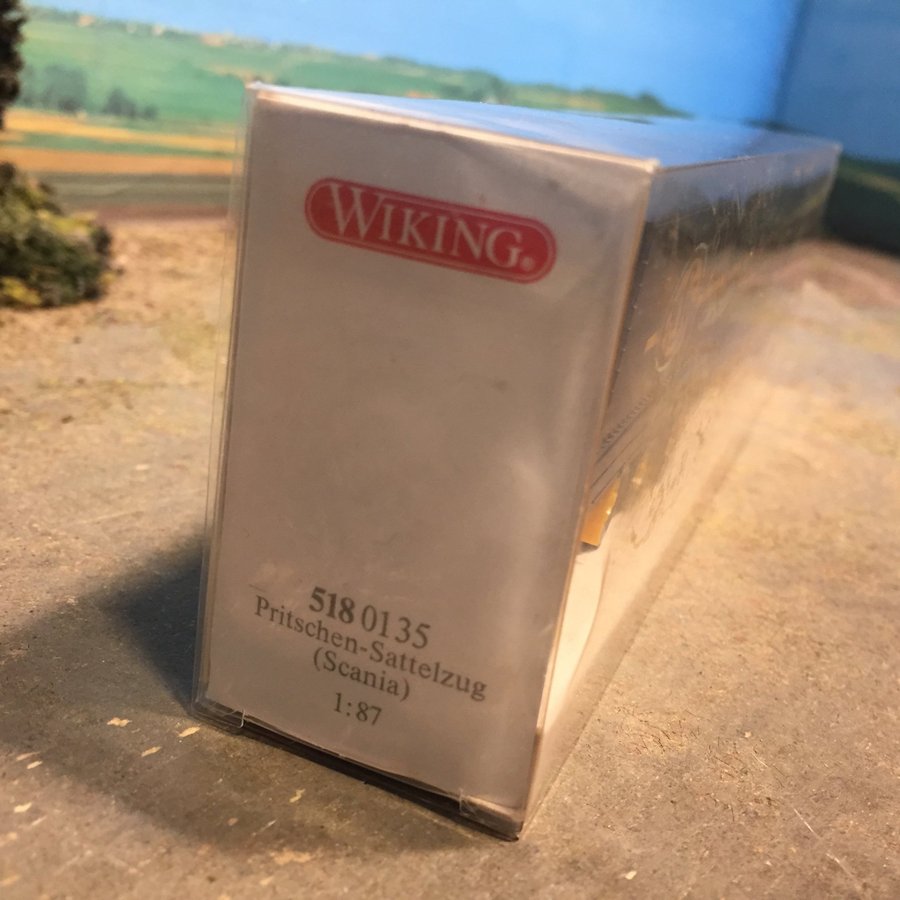 WIKING®
518 0135
Pritschen-Sattelzug
(Scania)
1:87